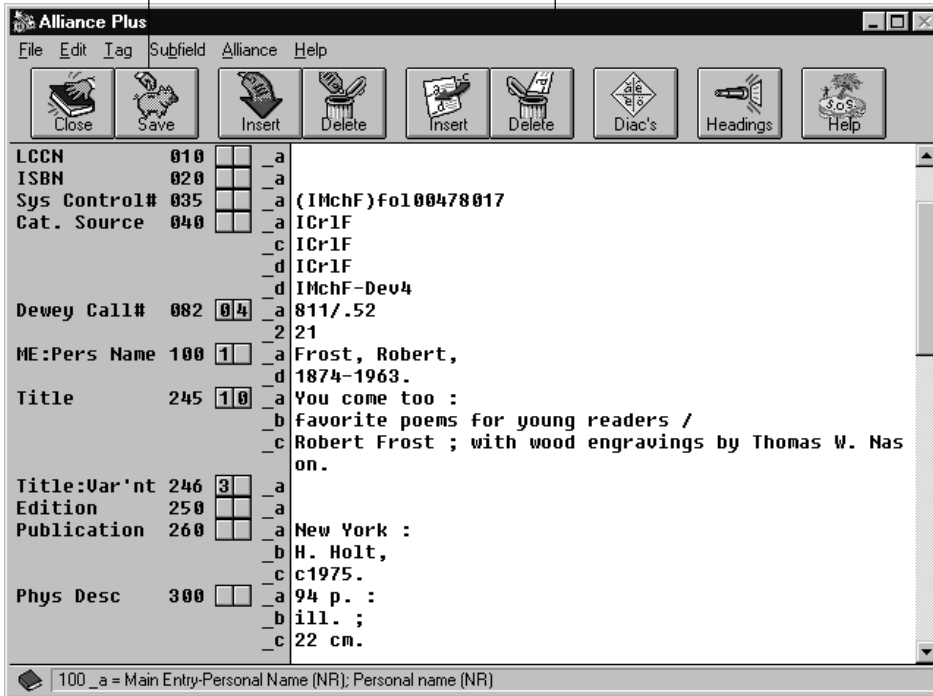 Alliance Plus
File Edit Tag Subfield Alliance Help
Close Save Insert Delete Insert Delete Diac's Headings Help
LCCN 010 _a
ISBN 020 _a
Sys Control# 035 _a (IMchF)fol00478017
Cat. Source 040 _a ICrlF
_c ICrlF
_d ICrlF
_d IMchF-Dev4
Dewey Call# 082 04 _a 811/.52
_2 21
ME:Pers Name 100 1 _a Frost, Robert,
_d 1874-1963.
Title 245 10 _a You come too :
_b favorite poems for young readers /
_c Robert Frost ; with wood engravings by Thomas W. Nas
on.
Title:Var'nt 246 3 _a
Edition 250 _a
Publication 260 _a New York :
_b H. Holt,
_c c1975.
Phys Desc 300 _a 94 p. :
_b ill. ;
_c 22 cm.
100 _a = Main Entry-Personal Name (NR); Personal name (NR)